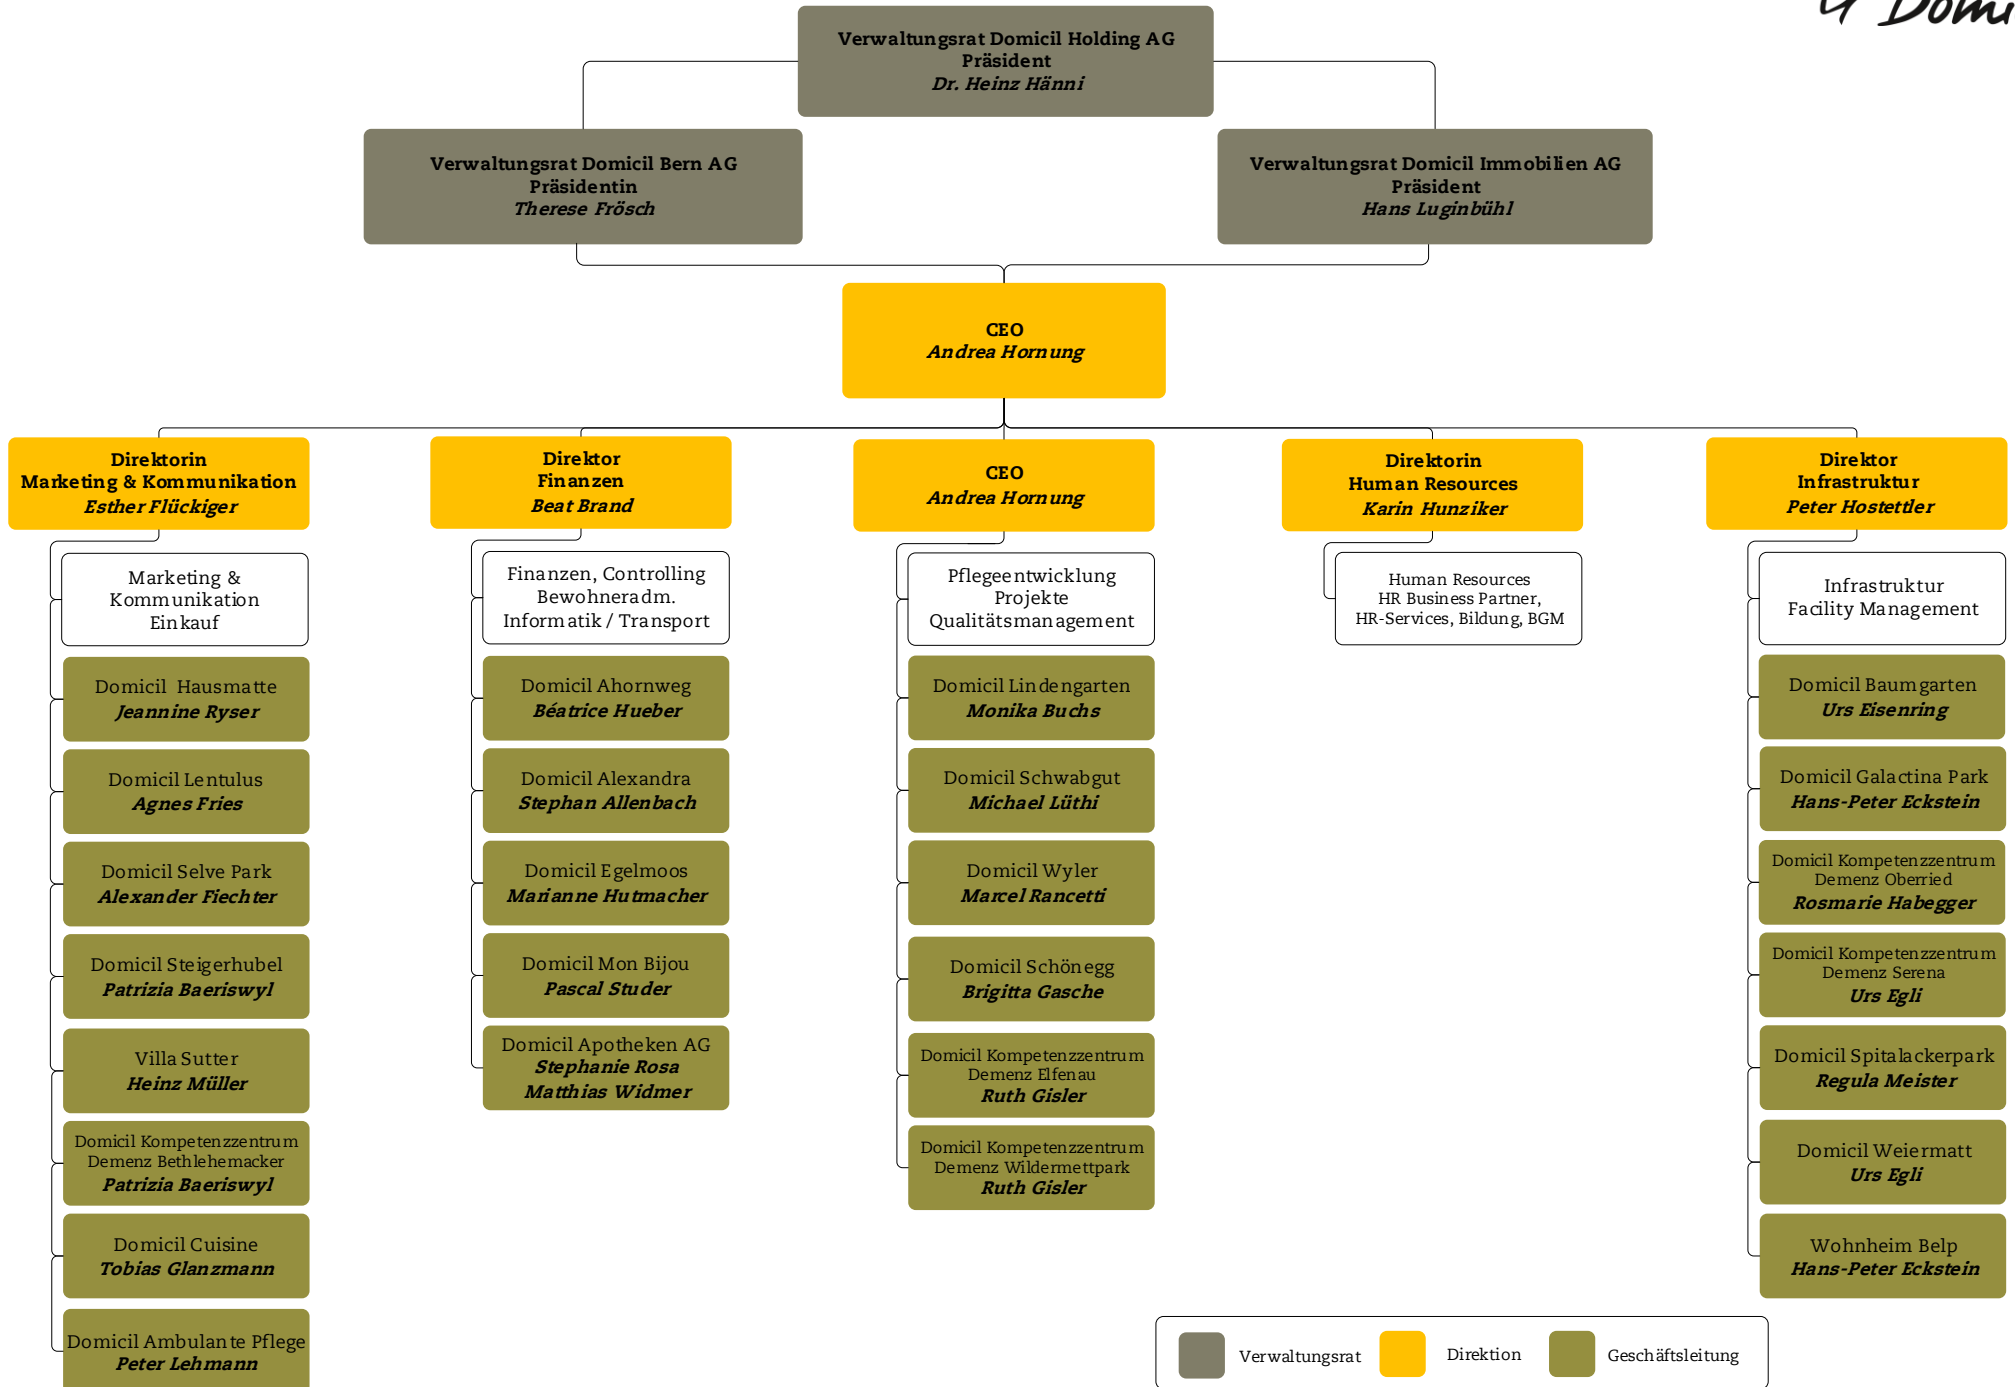 Verwaltungsrat Domicil Holding AG
Präsident
Dr. Heinz Hänni
Verwaltungsrat Domicil Bern AG
Präsidentin
Therese Frösch
Verwaltungsrat Domicil Immobilien AG
Präsident
Hans Luginbühl
CEO
Andrea Hornung
Direktorin
Marketing & Kommunikation
Esther Flückiger
Marketing &
Kommunikation
Einkauf
Domicil Hausmatte
Jeannine Ryser
Domicil Lentulus
Agnes Fries
Domicil Selve Park
Alexander Fiechter
Domicil Steigerhubel
Patrizia Baeriswyl
Villa Sutter
Heinz Müller
Domicil Kompetenzzentrum
Demenz Bethlehemacker
Patrizia Baeriswyl
Domicil Cuisine
Tobias Glanzmann
Domicil Ambulante Pflege
Peter Lehmann
Direktor
Finanzen
Beat Brand
Finanzen, Controlling
Bewohneradm.
Informatik / Transport
Domicil Ahornweg
Béatrice Hueber
Domicil Alexandra
Stephan Allenbach
Domicil Egelmoos
Marianne Hutmacher
Domicil Mon Bijou
Pascal Studer
Domicil Apotheken AG
Stephanie Rosa
Matthias Widmer
CEO
Andrea Hornung
Pflegeentwicklung
Projekte
Qualitätsmanagement
Domicil Lindengarten
Monika Buchs
Domicil Schwabgut
Michael Lüthi
Domicil Wyler
Marcel Rancetti
Domicil Schönegg
Brigitta Gasche
Domicil Kompetenzzentrum
Demenz Elfenau
Ruth Gisler
Domicil Kompetenzzentrum
Demenz Wildermettpark
Ruth Gisler
Direktorin
Human Resources
Karin Hunziker
Human Resources
HR Business Partner,
HR-Services, Bildung, BGM
Direktor
Infrastruktur
Peter Hostettler
Infrastruktur
Facility Management
Domicil Baumgarten
Urs Eisenring
Domicil Galactina Park
Hans-Peter Eckstein
Domicil Kompetenzzentrum
Demenz Oberried
Rosmarie Habegger
Domicil Kompetenzzentrum
Demenz Serena
Urs Egli
Domicil Spitalackerpark
Regula Meister
Domicil Weiermatt
Urs Egli
Wohnheim Belp
Hans-Peter Eckstein
Verwaltungsrat
Direktion
Geschäftsleitung